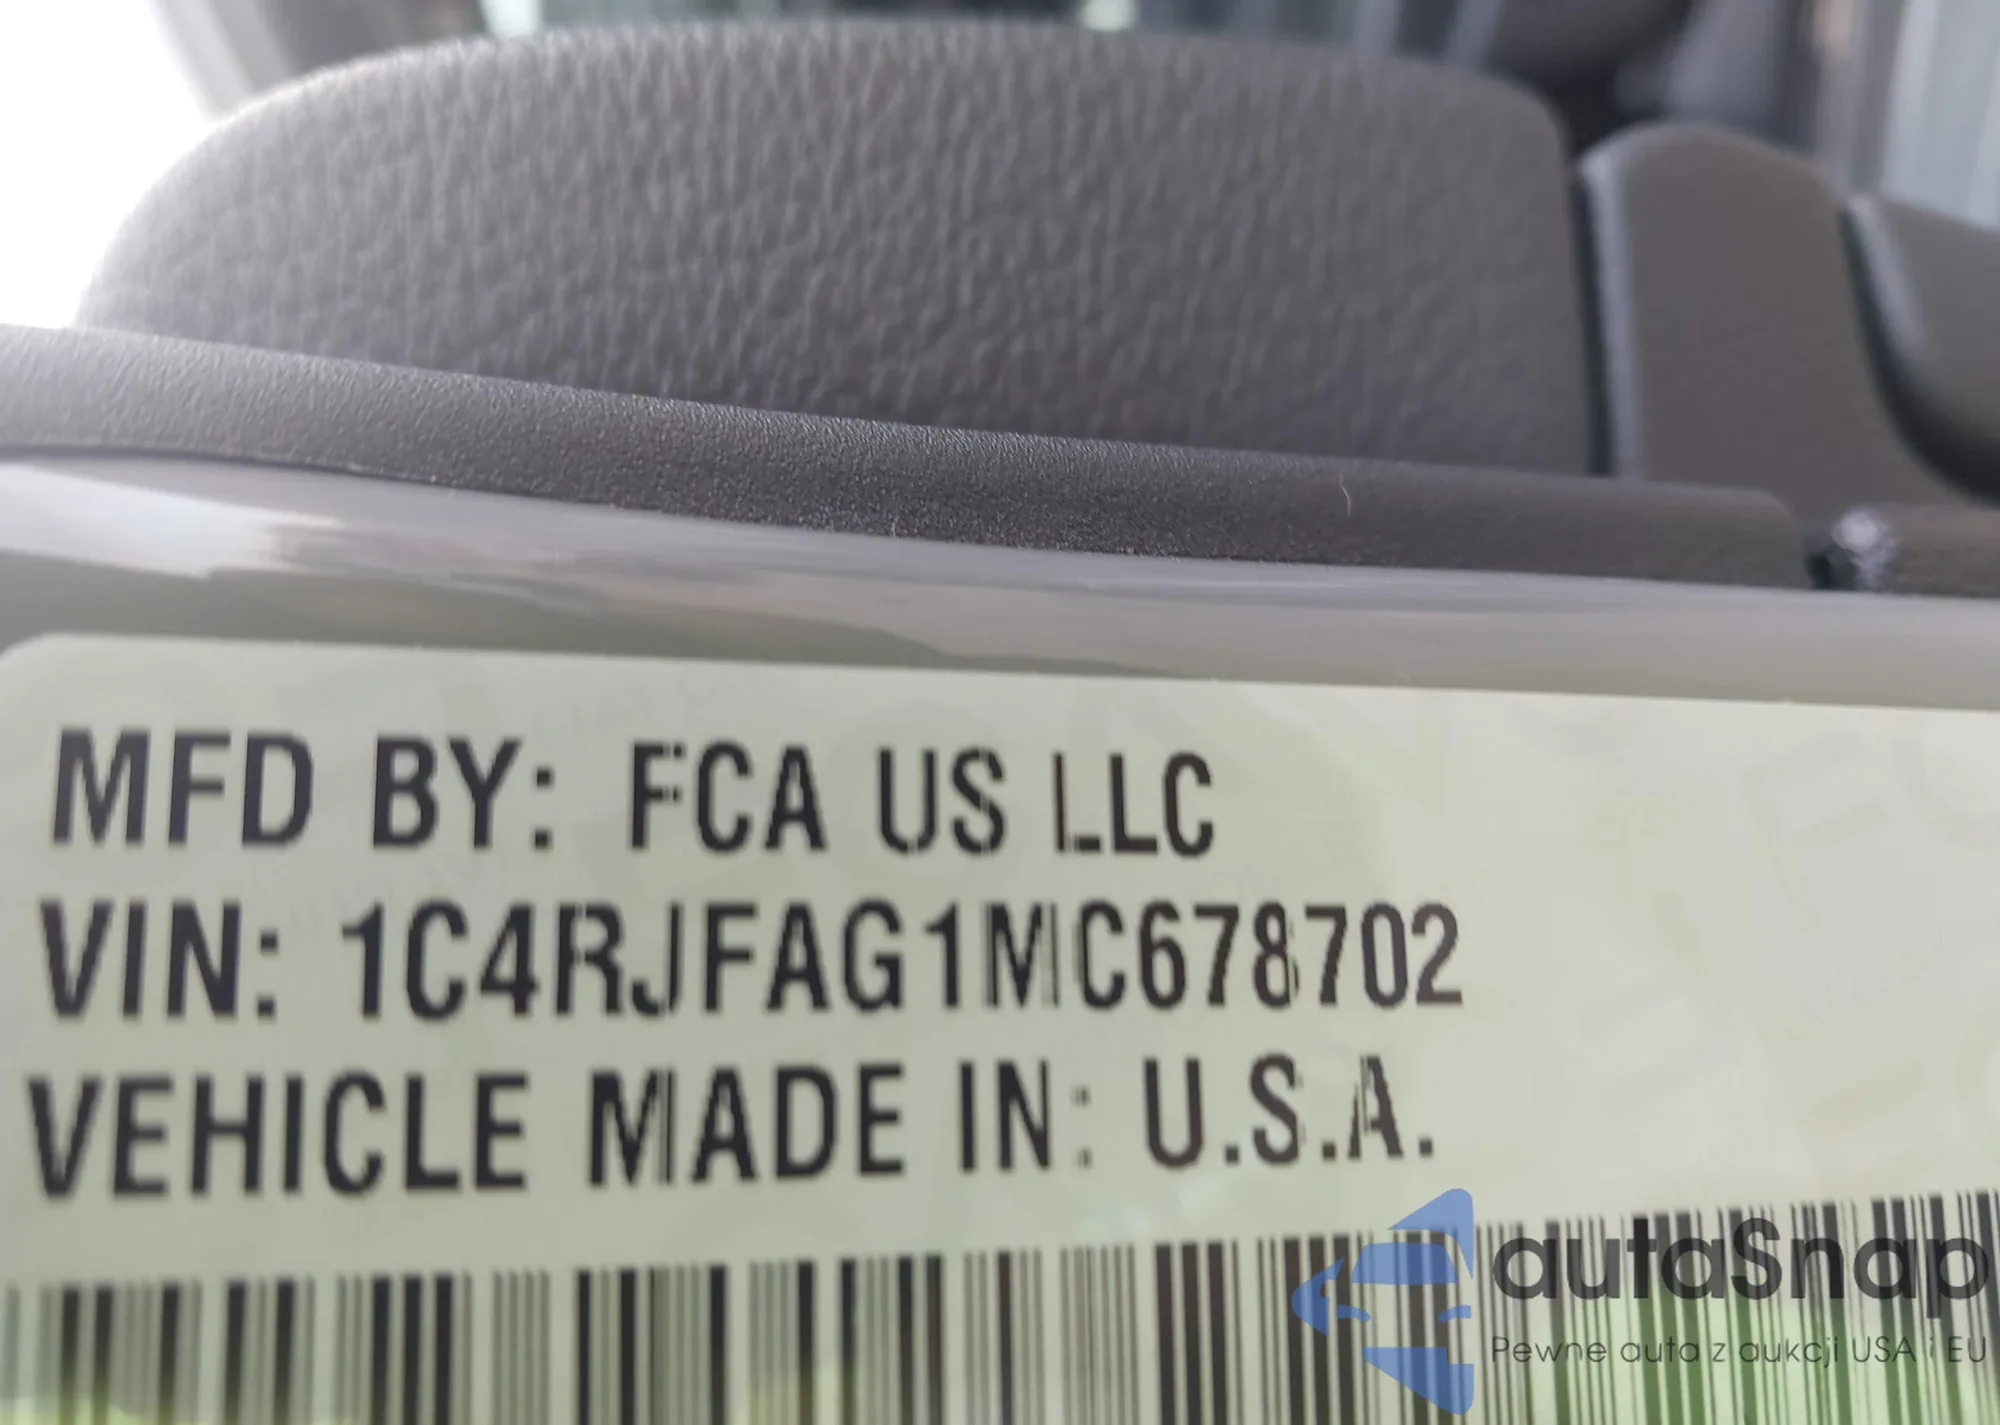 MFD BY: FCA US LLC
VIN: 1C4RJFAG1MC678702
VEHICLE MADE IN: U.S.A.
autaSnap
Pewne auta z aukcji USA i EU